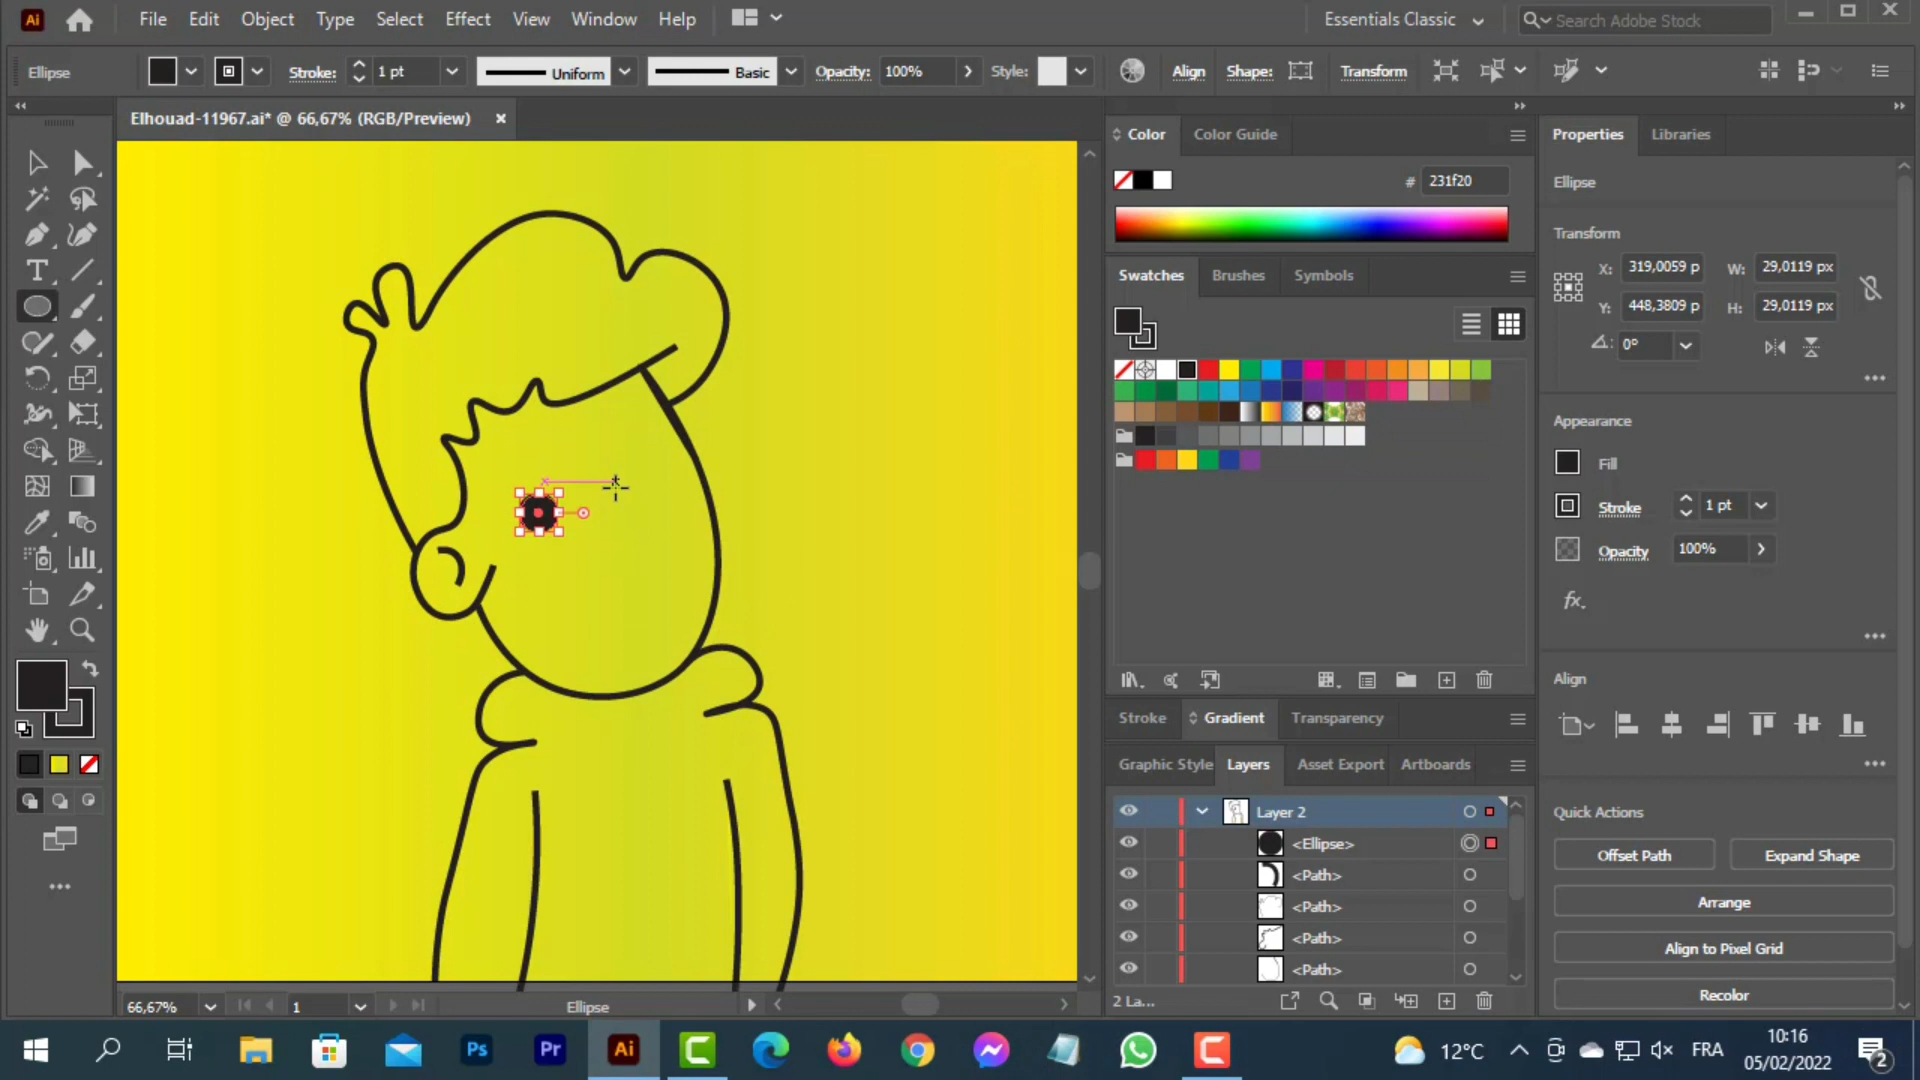 Ai File Edit Object Type Select Effect View Window Help Essentials Classic Search Adobe Stock
Ellipse Stroke: 1 pt Uniform Basic Opacity: 100% Style: Align Shape: Transform
Elhouad-11967.ai* @ 66,67% (RGB/Preview)
Color Color Guide
# 231f20
Swatches Brushes Symbols
Stroke Gradient Transparency
Graphic Style Layers Asset Export Artboards
Layer 2
<Ellipse>
<Path>
<Path>
<Path>
<Path>
2 La...
Properties Libraries
Ellipse
Transform
X: 319,0059 p W: 29,0119 px
Y: 448,3809 p H: 29,0119 px
0°
Appearance
Fill
Stroke 1 pt
Opacity 100%
fx.
Align
Quick Actions
Offset Path Expand Shape
Arrange
Align to Pixel Grid
Recolor
66,67% 1 Ellipse
Ps Pr Ai 12°C FRA 10:16
05/02/2022 2